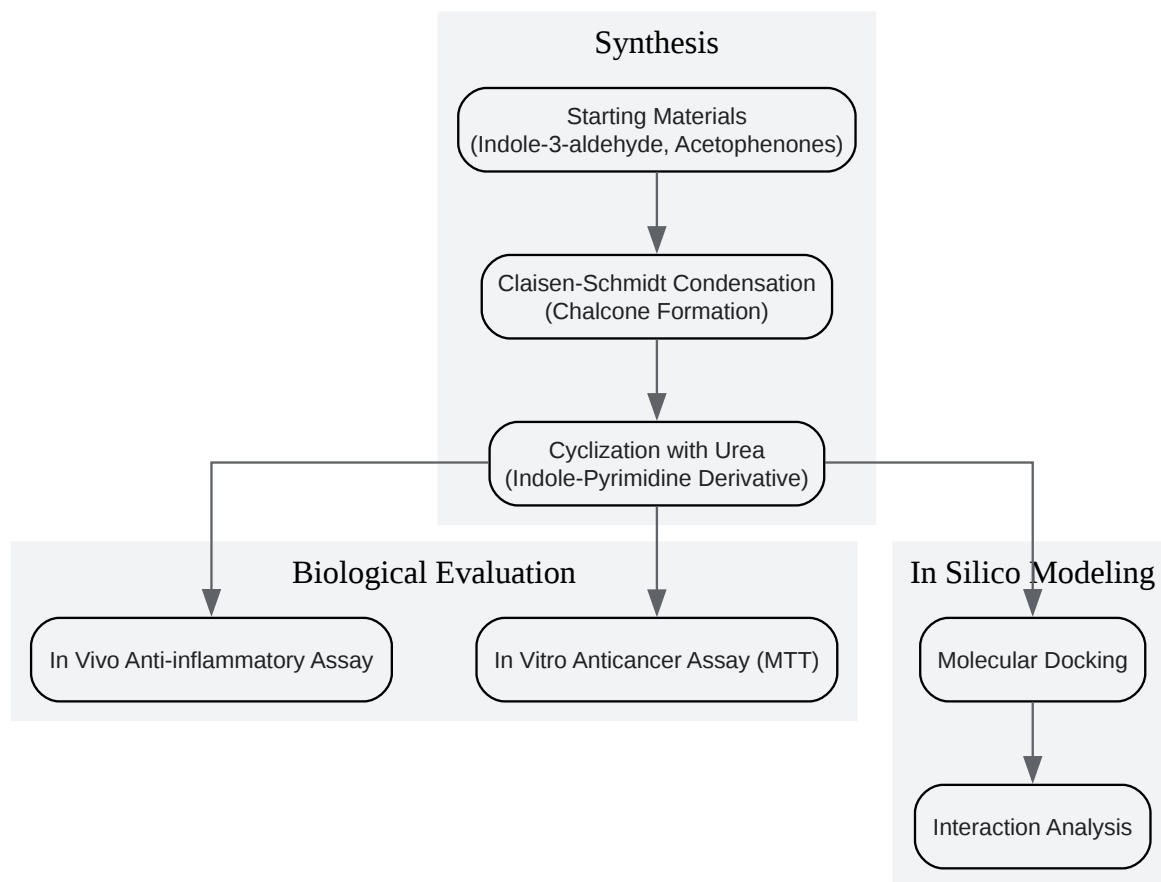 Synthesis
Starting Materials
(Indole-3-aldehyde, Acetophenones)
Claisen-Schmidt Condensation
(Chalcone Formation)
Cyclization with Urea
(Indole-Pyrimidine Derivative)
Biological Evaluation
In Vivo Anti-inflammatory Assay
In Vitro Anticancer Assay (MTT)
In Silico Modeling
Molecular Docking
Interaction Analysis